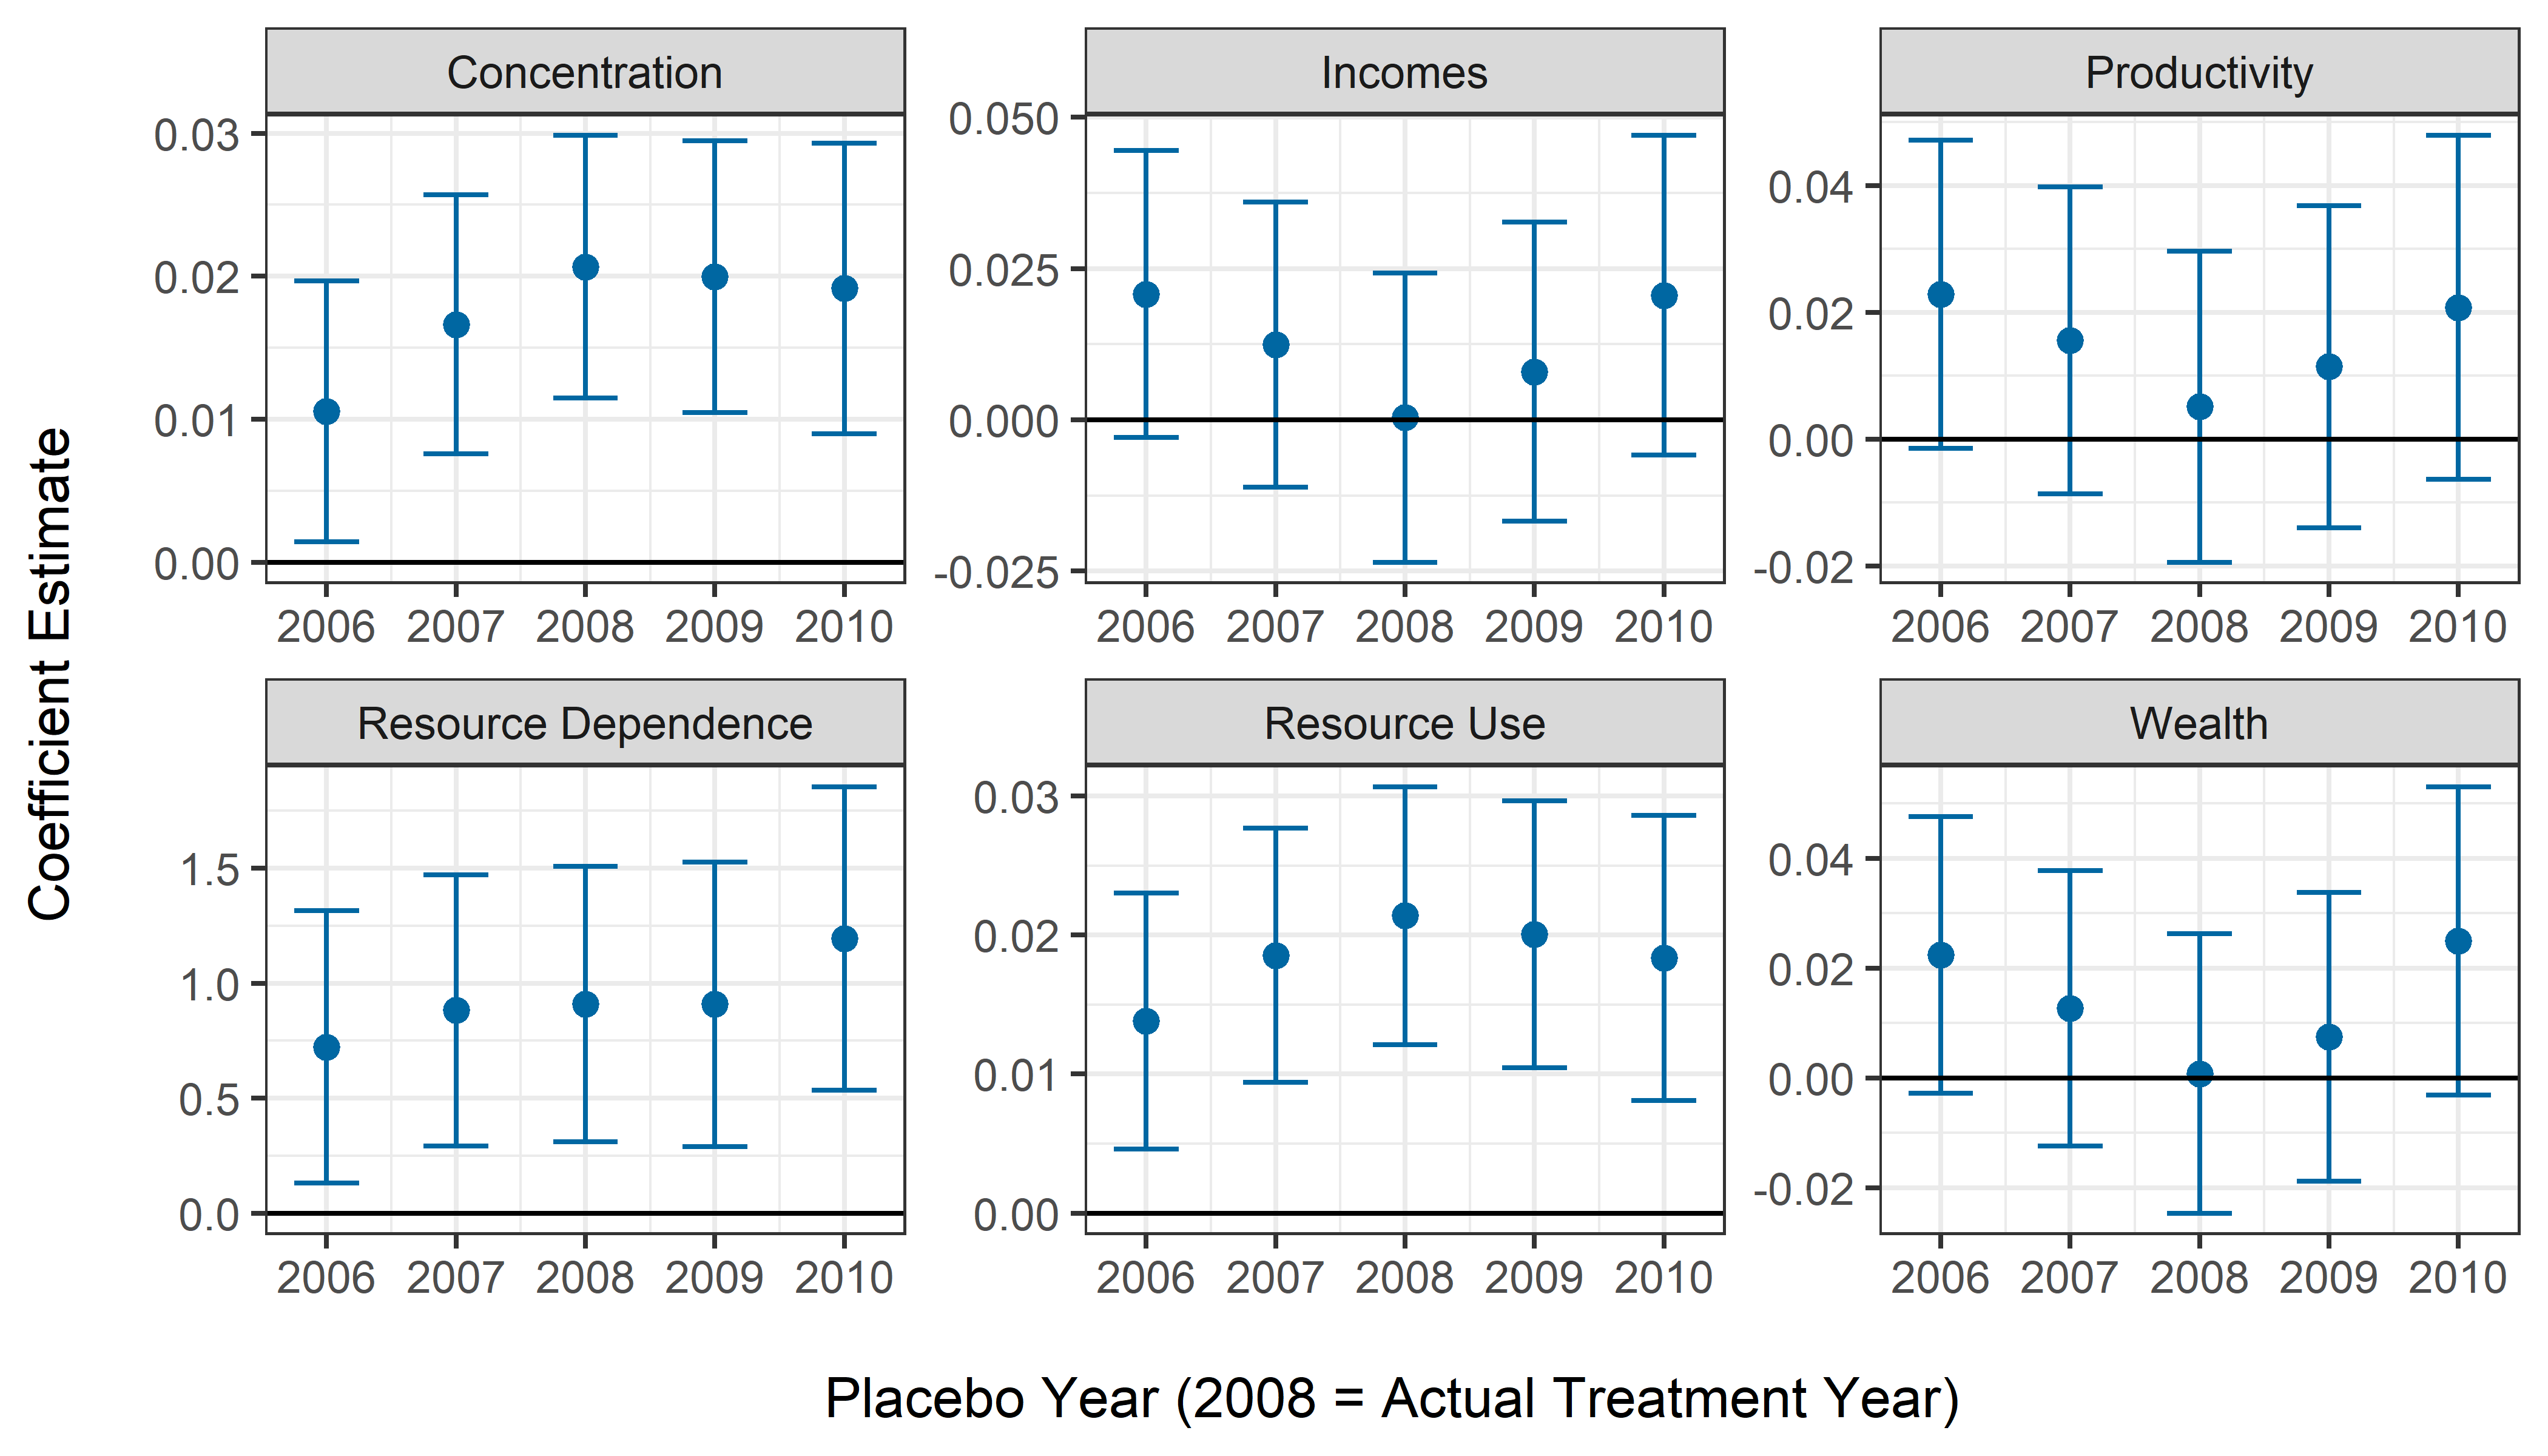 Concentration
Incomes
Productivity
0.03
0.02
0.01
0.00
0.050
0.025
0.000
-0.025
0.04
0.02
0.00
-0.02
2006 2007 2008 2009 2010
2006 2007 2008 2009 2010
2006 2007 2008 2009 2010
Coefficient Estimate
Resource Dependence
Resource Use
Wealth
1.5
1.0
0.5
0.0
0.03
0.02
0.01
0.00
0.04
0.02
0.00
-0.02
2006 2007 2008 2009 2010
2006 2007 2008 2009 2010
2006 2007 2008 2009 2010
Placebo Year (2008 = Actual Treatment Year)